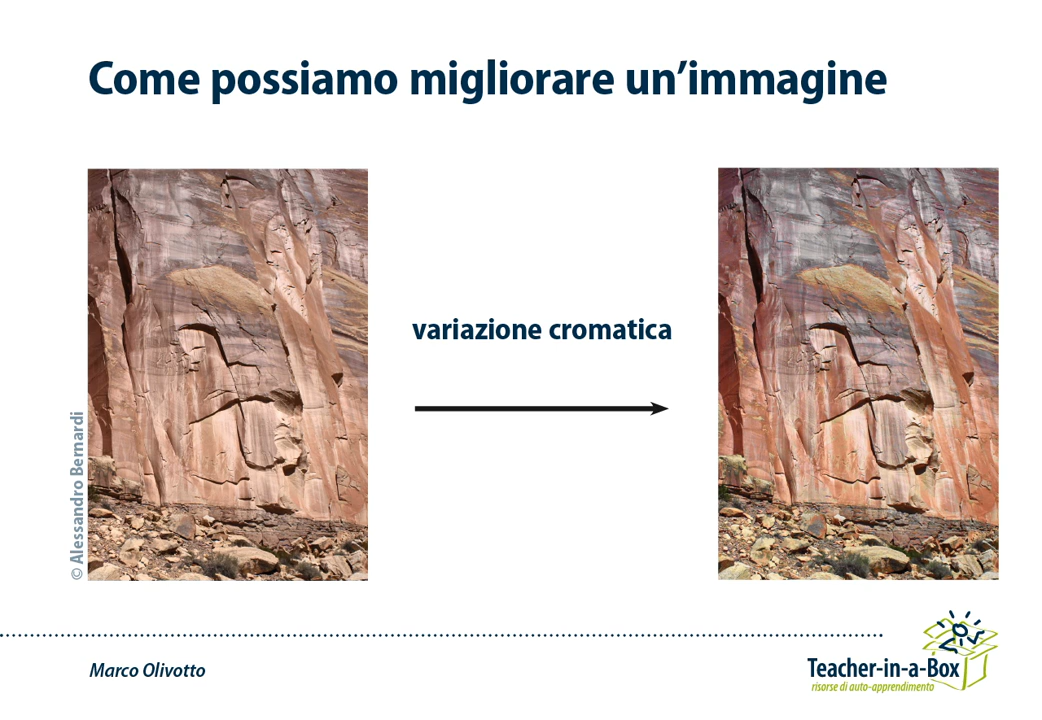 Come possiamo migliorare un’immagine
variazione cromatica
© Alessandro Bernardi
Marco Olivotto
Teacher-in-a-Box
risorse di auto-apprendimento